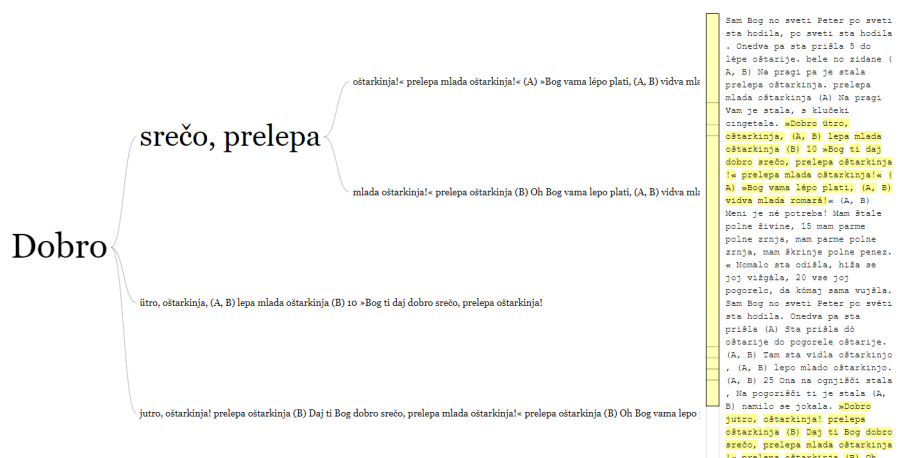 Dobro
srečo, prelepa
oštarkinja!« prelepa mlada oštarkinja!« (A) »Bog vama lépo plati, (A, B) vidva mla
mlada oštarkinja!« prelepa oštarkinja (B) Oh Bog vama lepo plati, (A, B) vidva mla
ütro, oštarkinja, (A, B) lepa mlada oštarkinja (B) 10 »Bog ti daj dobro srečo, prelepa oštarkinja!
jutro, oštarkinja! prelepa oštarkinja (B) Daj ti Bog dobro srečo, prelepa mlada oštarkinja!« prelepa oštarkinja (B) Oh Bog vama lepo
Sam Bog no sveti Peter po sveti
sta hodila, po sveti sta hodila
. Onedva pa sta prišla 5 do
lépe oštarije. bele no zidane (
A, B) Na pragi pa je stala
prelepa oštarkinja. prelepa
mlada oštarkinja (A) Na pragi
Vam je stala, s klučeki
cingetala. »Dobro ütro,
oštarkinja, (A, B) lepa mlada
oštarkinja (B) 10 »Bog ti daj
dobro srečo, prelepa oštarkinja
!« prelepa mlada oštarkinja!« (
A) »Bog vama lépo plati, (A, B)
vidva mlada romará!« (A, B)
Meni je né potreba! Mam štale
polne živine, 15 mam parme
polne zrnja, mam parme polne
zrnja, mam škrinje polne penez.
« Nomalo sta odišla, hiža se
joj vižgála, 20 vse joj
pogorelo, da kómaj sama vujšla.
Sam Bog no sveti Peter po svéti
sta hodila. Onedva pa sta
prišla (A) Sta prišla dó
oštarije do pogorele oštarije.
(A, B) Tam sta vidla oštarkinjo
, (A, B) lepo mlado oštarkinjo.
(A, B) 25 Ona na ognjišči stala
, Na pogorišči ti je stala (A,
B) namilo se jokala. »Dobro
jutro, oštarkinja! prelepa
oštarkinja (B) Daj ti Bog dobro
srečo, prelepa mlada oštarkinja
!« prelepa oštarkinja (B) Oh